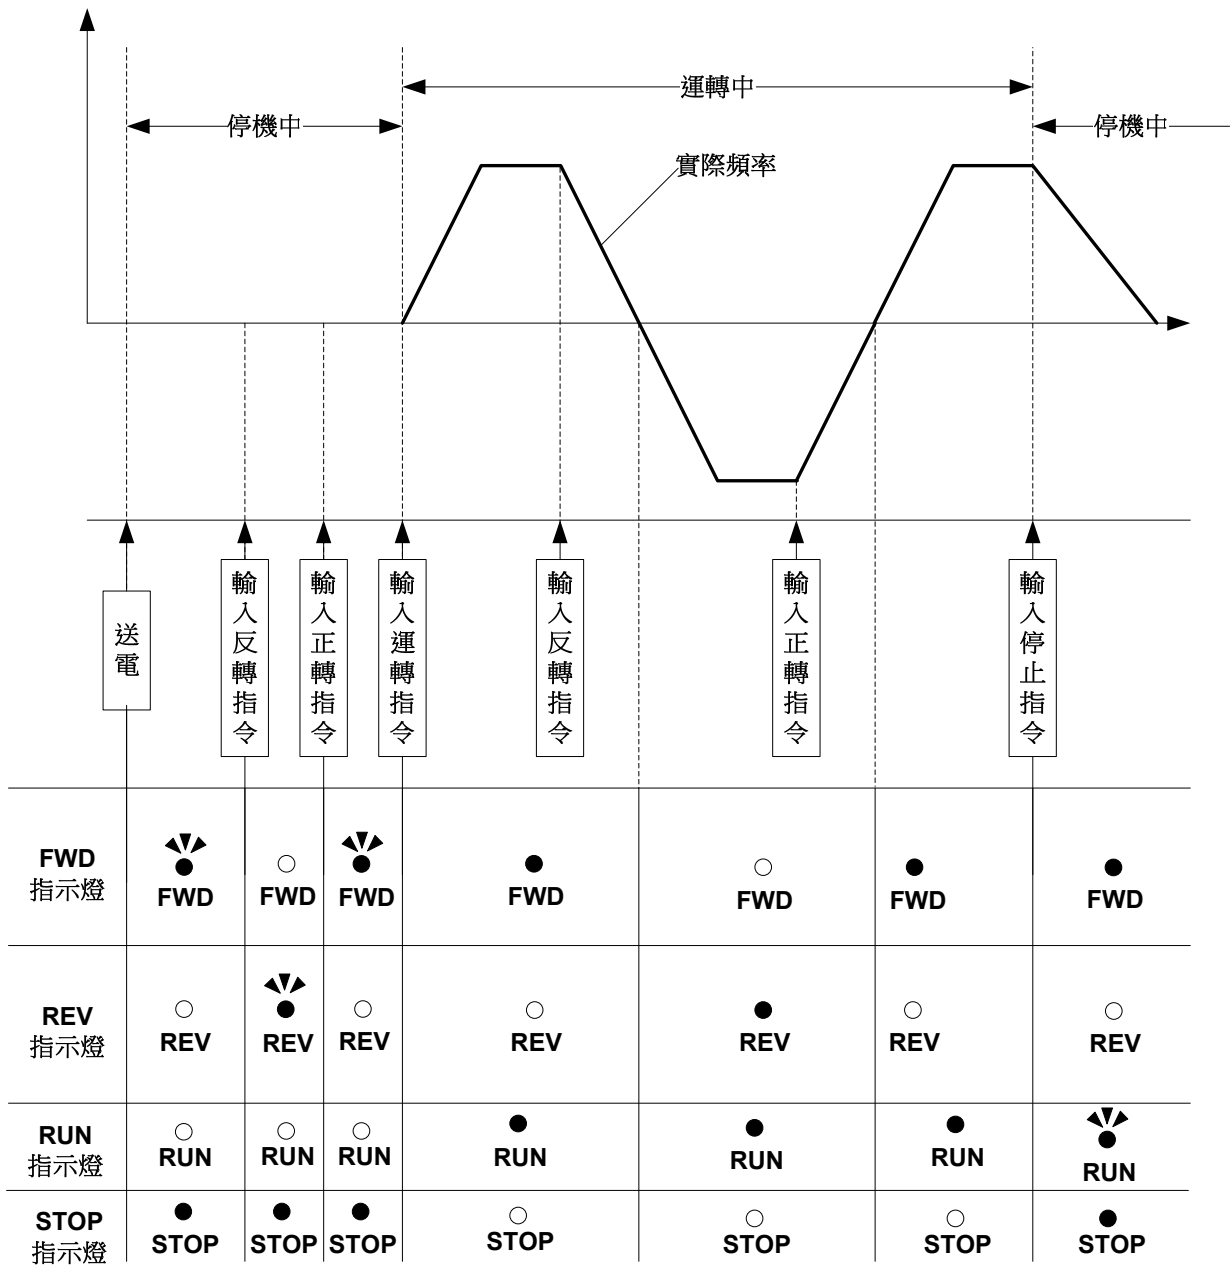 運轉中
停機中
停機中
實際頻率
送電
輸入反轉指令
輸入正轉指令
輸入運轉指令
輸入反轉指令
輸入正轉指令
輸入停止指令
FWD
指示燈
FWD FWD FWD FWD FWD FWD FWD
REV
指示燈
REV REV REV REV REV REV REV
RUN
指示燈
RUN RUN RUN RUN RUN RUN RUN
STOP
指示燈
STOP STOP STOP STOP STOP STOP STOP